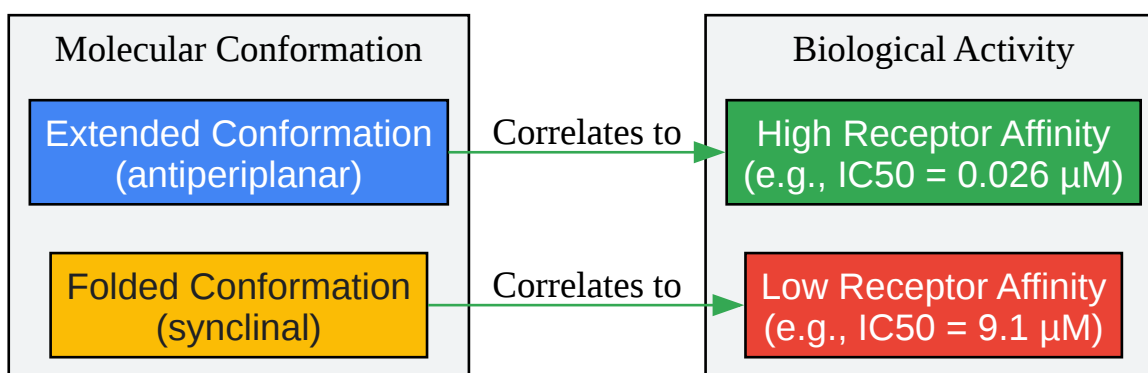 Molecular Conformation
Extended Conformation
(antiperiplanar)
Folded Conformation
(synclinal)
Correlates to
Correlates to
Biological Activity
High Receptor Affinity
(e.g., IC50 = 0.026 µM)
Low Receptor Affinity
(e.g., IC50 = 9.1 µM)